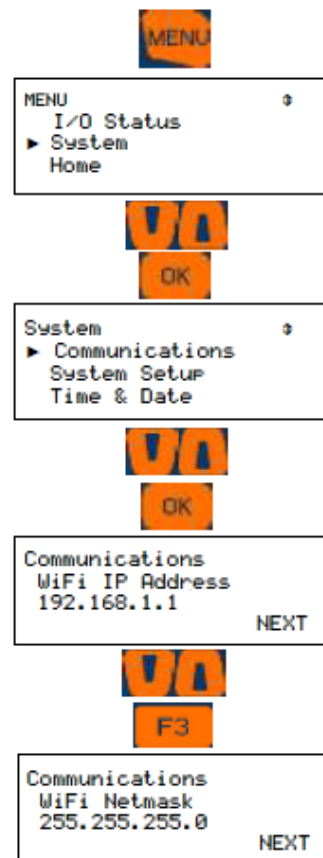 MENU
MENU
I/O Status
► System
Home
OK
System
► Communications
System Setup
Time & Date
OK
Communications
WiFi IP Address
192.168.1.1
NEXT
F3
Communications
WiFi Netmask
255.255.255.0
NEXT